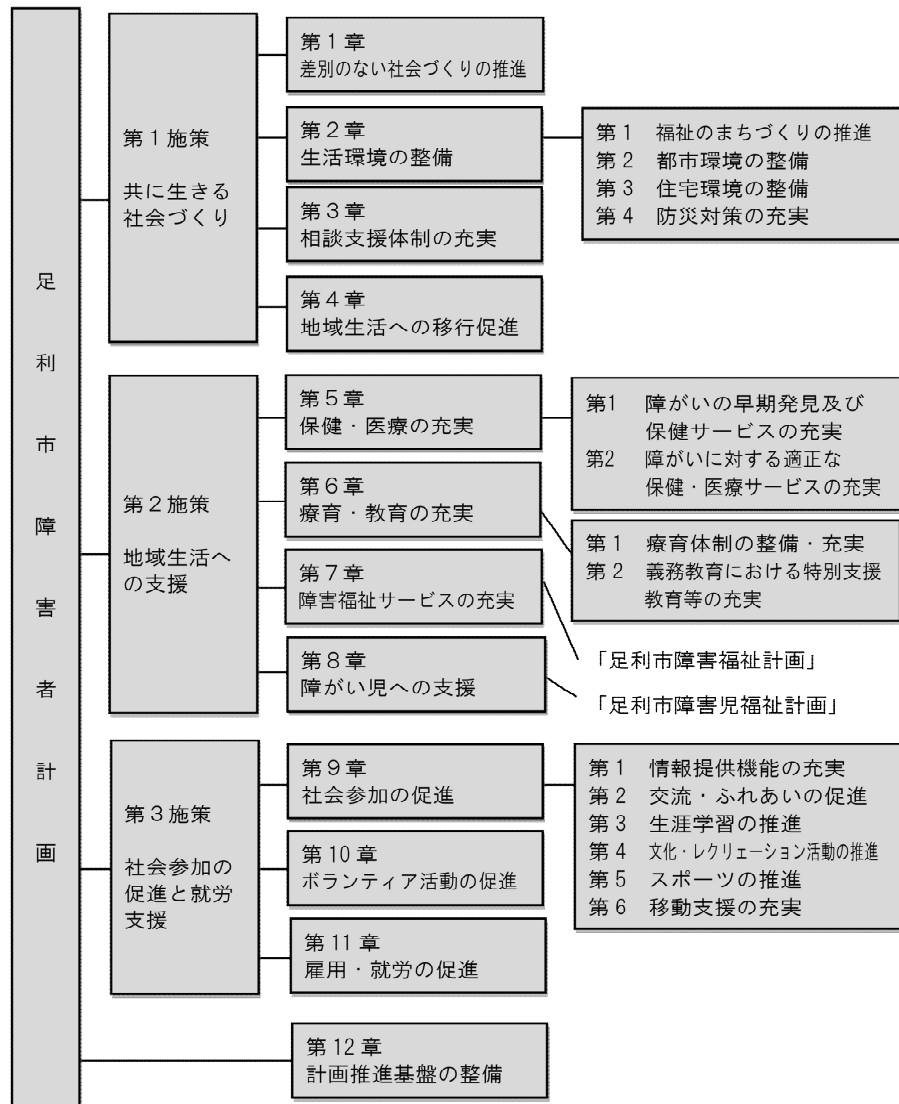 足利市障害者計画
第1施策
共に生きる
社会づくり
第1章
差別のない社会づくりの推進
第2章
生活環境の整備
第1 福祉のまちづくりの推進
第2 都市環境の整備
第3 住宅環境の整備
第4 防災対策の充実
第3章
相談支援体制の充実
第4章
地域生活への移行促進
第2施策
地域生活へ
の支援
第5章
保健・医療の充実
第1 障がいの早期発見及び
保健サービスの充実
第2 障がいに対する適正な
保健・医療サービスの充実
第6章
療育・教育の充実
第1 療育体制の整備・充実
第2 義務教育における特別支援
教育等の充実
第7章
障害福祉サービスの充実
「足利市障害福祉計画」
第8章
障がい児への支援
「足利市障害児福祉計画」
第3施策
社会参加の
促進と就労
支援
第9章
社会参加の促進
第1 情報提供機能の充実
第2 交流・ふれあいの促進
第3 生涯学習の推進
第4 文化・レクリエーション活動の推進
第5 スポーツの推進
第6 移動支援の充実
第10章
ボランティア活動の促進
第11章
雇用・就労の促進
第12章
計画推進基盤の整備